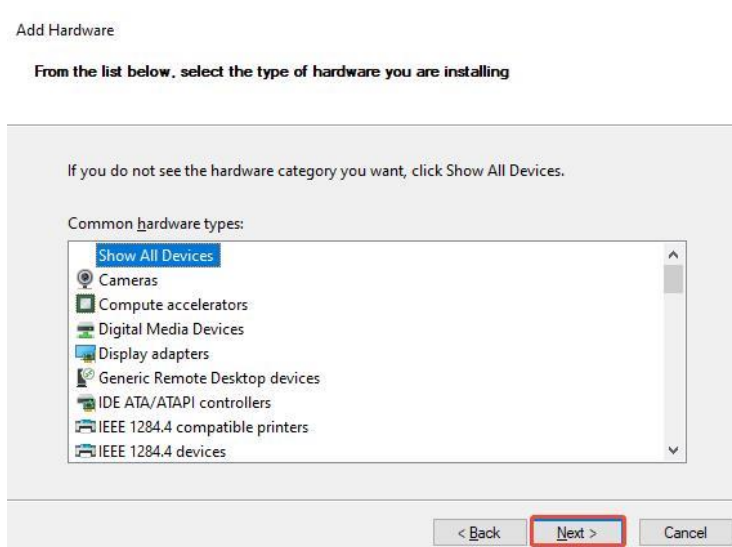 Add Hardware
From the list below, select the type of hardware you are installing
If you do not see the hardware category you want, click Show All Devices.
Common hardware types:
Show All Devices
Cameras
Compute accelerators
Digital Media Devices
Display adapters
Generic Remote Desktop devices
IDE ATA/ATAPI controllers
IEEE 1284.4 compatible printers
IEEE 1284.4 devices
< Back Next > Cancel